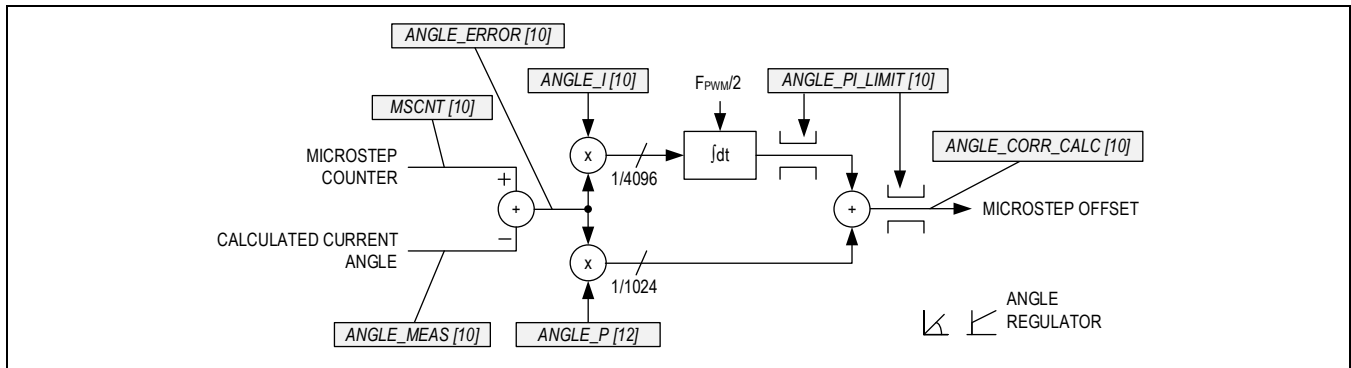 ANGLE_ERROR [10]
ANGLE_I [10]
FPWM/2
ANGLE_PI_LIMIT [10]
MSCNT [10]
MICROSTEP
COUNTER
+
x
1/4096
∫dt
ANGLE_CORR_CALC [10]
+
+
MICROSTEP OFFSET
–
CALCULATED CURRENT
ANGLE
x
1/1024
ANGLE_MEAS [10]
ANGLE_P [12]
ANGLE
REGULATOR